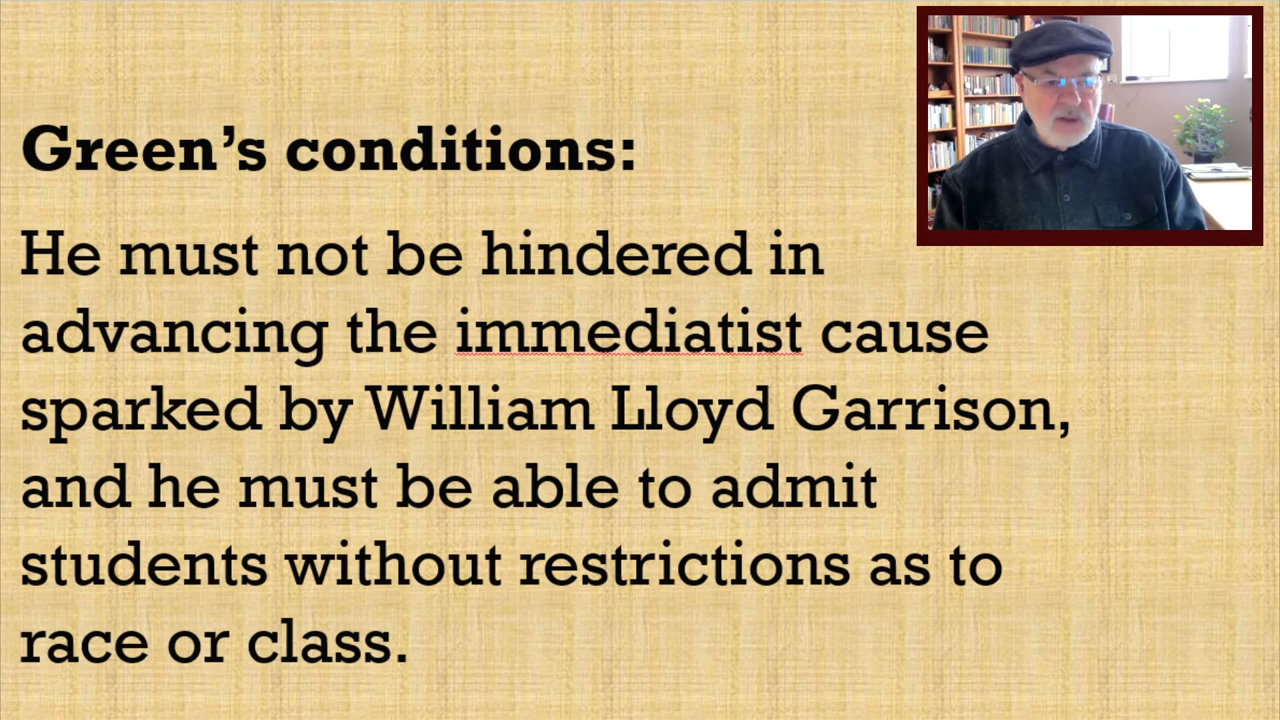 Green’s conditions:
He must not be hindered in
advancing the immediatist cause
sparked by William Lloyd Garrison,
and he must be able to admit
students without restrictions as to
race or class.